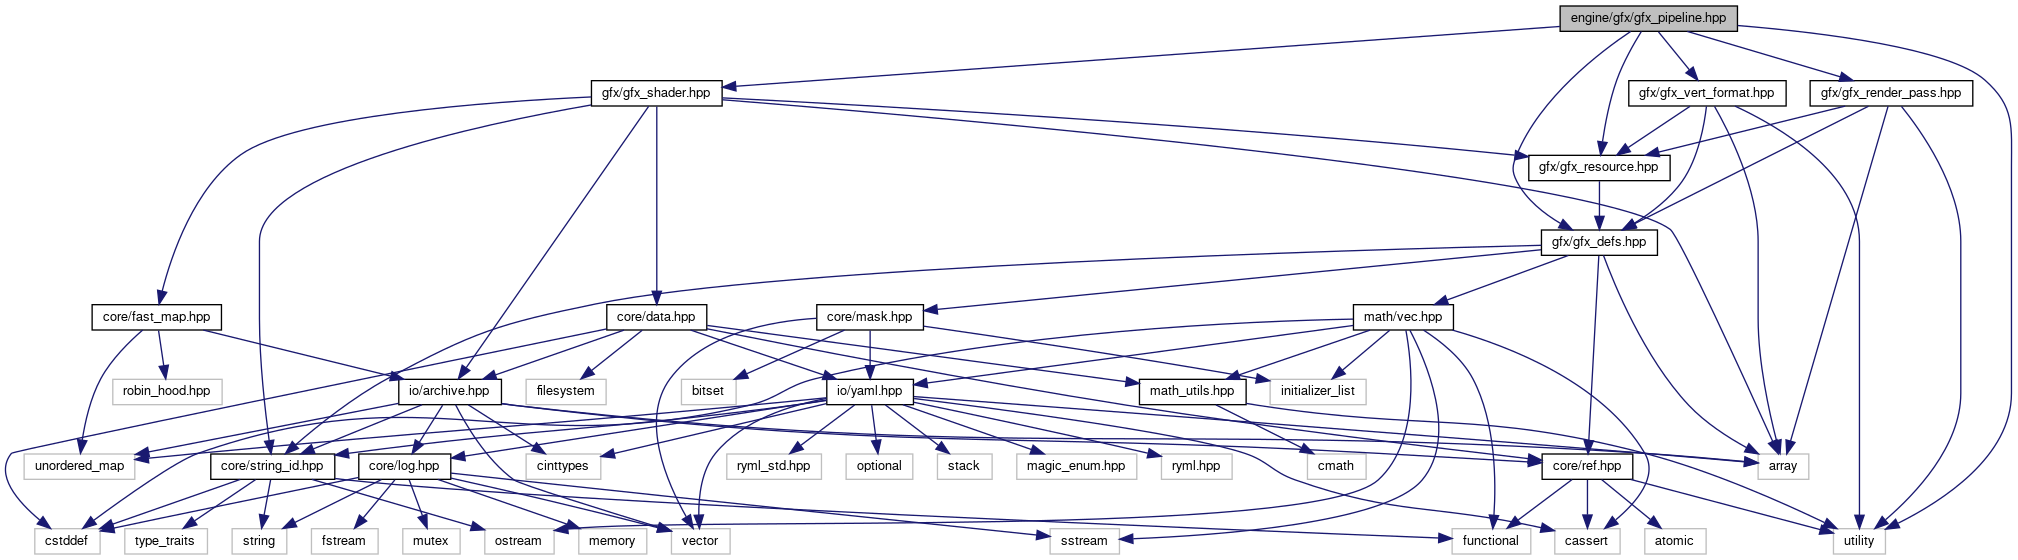 engine/gfx/gfx_pipeline.hpp
gfx/gfx_shader.hpp
gfx/gfx_vert_format.hpp
gfx/gfx_render_pass.hpp
gfx/gfx_resource.hpp
gfx/gfx_defs.hpp
core/fast_map.hpp
core/data.hpp
core/mask.hpp
math/vec.hpp
robin_hood.hpp
io/archive.hpp
filesystem
bitset
io/yaml.hpp
math_utils.hpp
initializer_list
unordered_map
core/string_id.hpp
core/log.hpp
cinttypes
ryml_std.hpp
optional
stack
magic_enum.hpp
ryml.hpp
cmath
core/ref.hpp
array
cstddef
type_traits
string
fstream
mutex
ostream
memory
vector
sstream
functional
cassert
atomic
utility